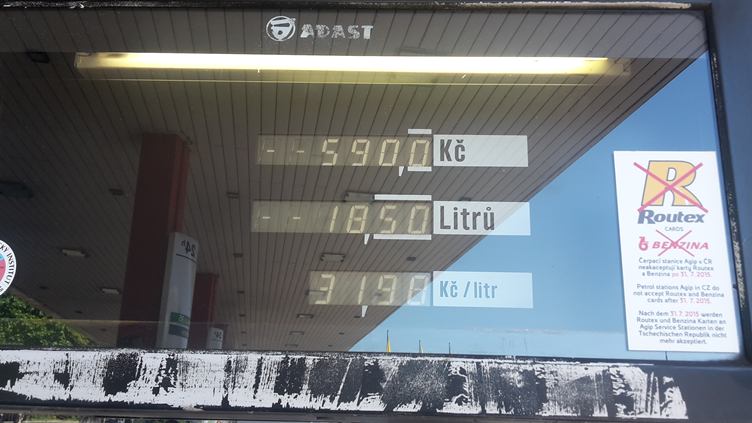 ADAST
--590,0 Kč
--18,50 Litrů
31,90 Kč/litr
R
Routex
CARDS
BENZINA
Čerpací stanice Agip v ČR
neakceptují karty Routex
a Benzina po 31. 7. 2015.
Petrol stations Agip in CZ do
not accept Routex and Benzina
cards after 31. 7. 2015.
Nach dem 31.7. 2015 werden
Routex und Benzina Karten an
Agip Service Stationen in der
Tschechischen Republik nicht
mehr akzeptiert.